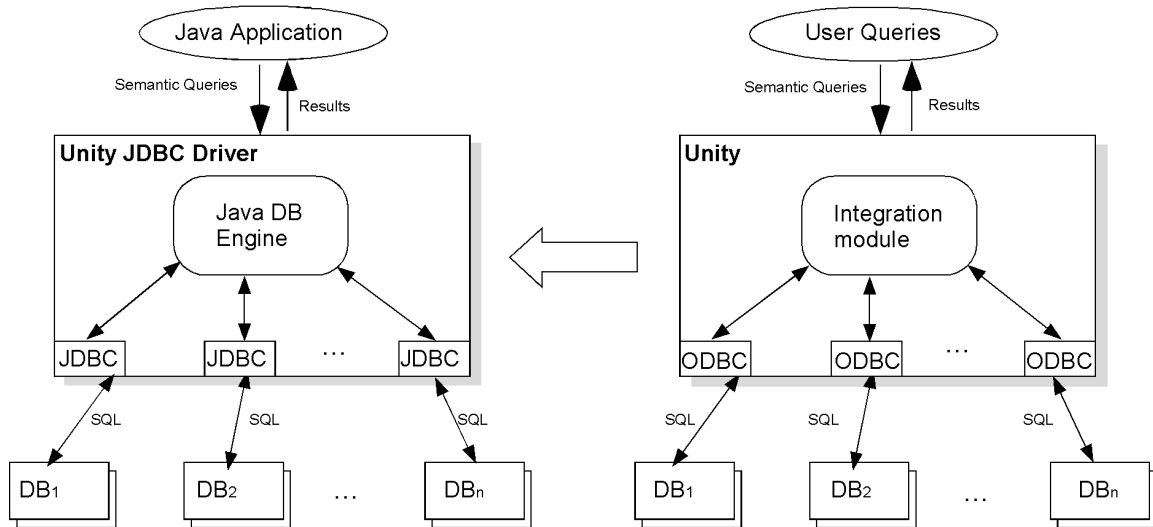 Java Application
Semantic Queries
Results
Unity JDBC Driver
Java DB
Engine
JDBC
JDBC
...
JDBC
SQL
SQL
SQL
DB1
DB2
...
DBn
User Queries
Semantic Queries
Results
Unity
Integration
module
ODBC
ODBC
...
ODBC
SQL
SQL
SQL
DB1
DB2
...
DBn